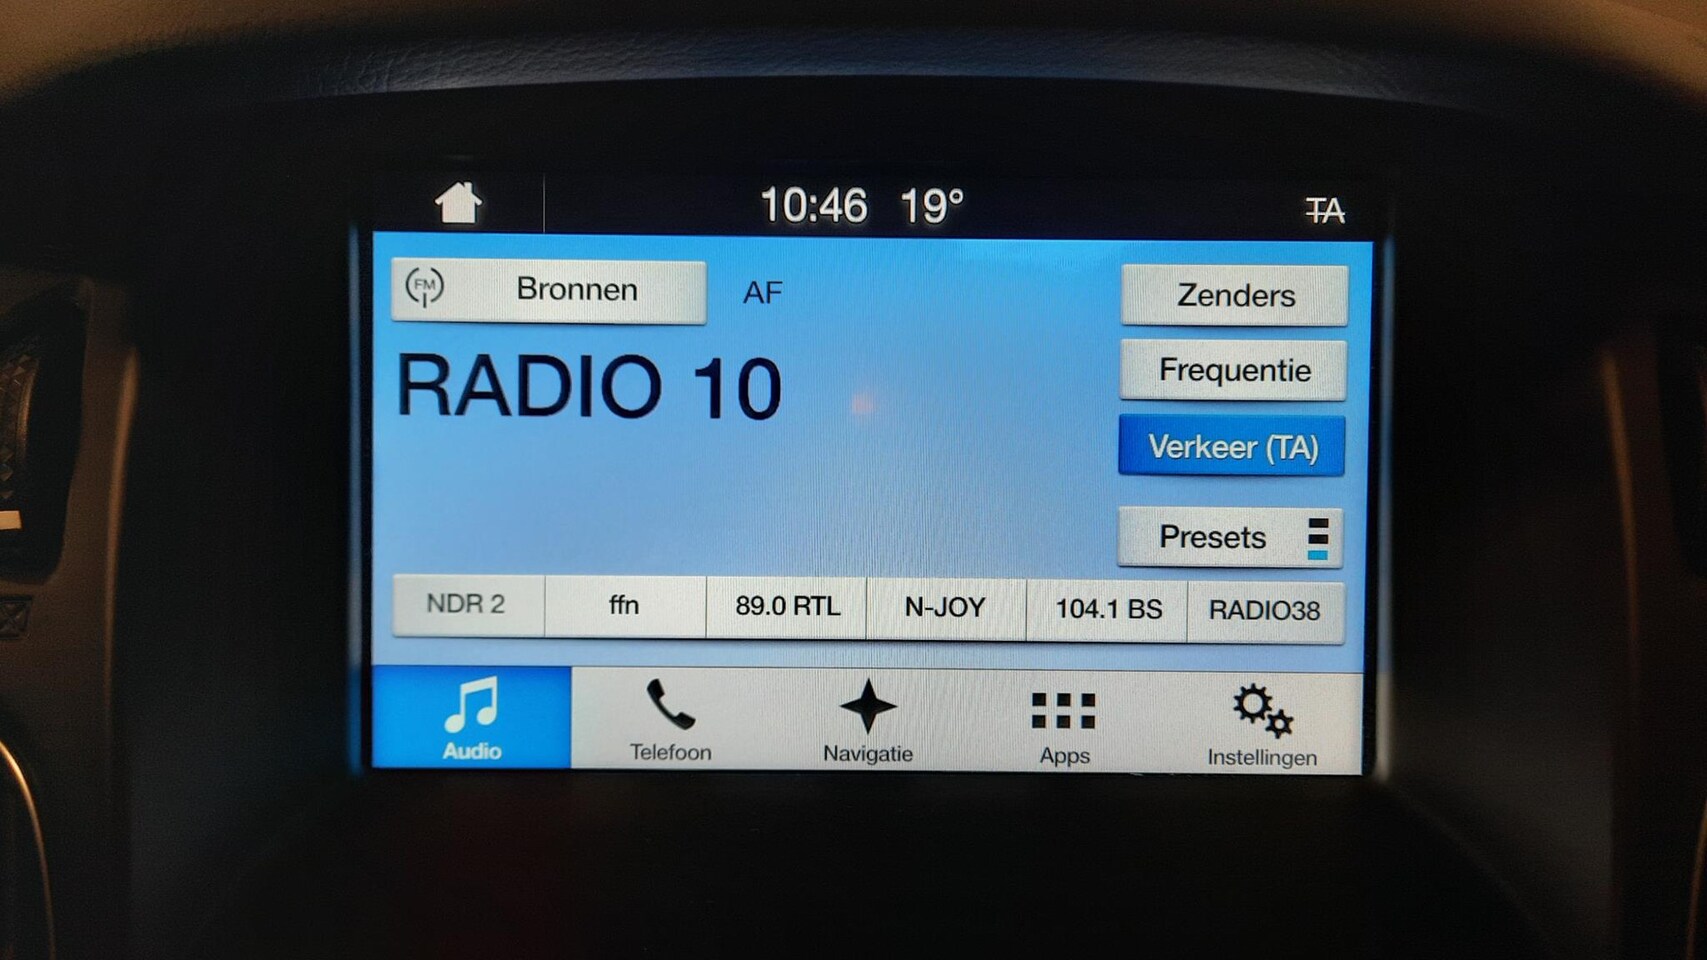 10:46 19° TA
FM Bronnen AF Zenders
RADIO 10
Frequentie
Verkeer (TA)
Presets
NDR 2 ffn 89.0 RTL N-JOY 104.1 BS RADIO38
Audio Telefoon Navigatie Apps Instellingen